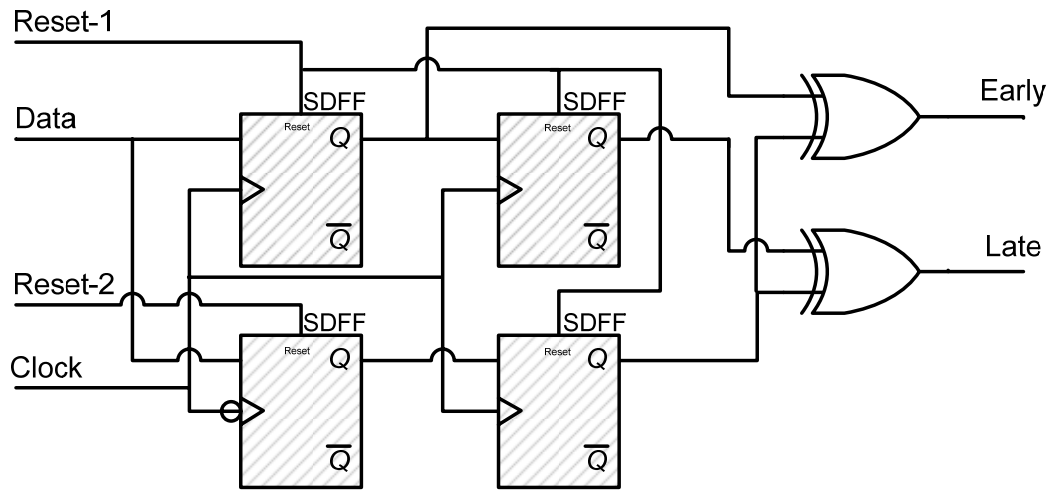 Reset-1
SDFF
SDFF
Data
Reset
Q
Reset
Q
Early
Q
Q
Late
Reset-2
SDFF
SDFF
Reset
Q
Reset
Q
Clock
Q
Q